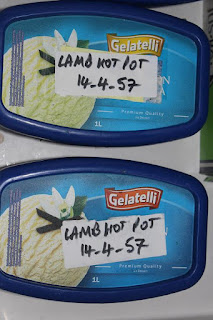 Gelatelli
LAMB HOT POT
14-4-57
Premium Quality
1L
Gelatelli
LAMB HOT POT
14-4-57
Premium Quality
1L